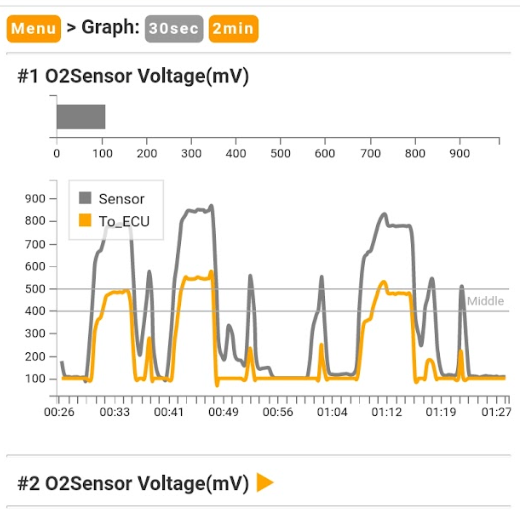 Menu > Graph: 30sec 2min
#1 O2Sensor Voltage(mV)
0 100 200 300 400 500 600 700 800 900
Sensor
To_ECU
900
800
700
600
500
Middle
400
300
200
100
00:26 00:33 00:41 00:49 00:56 01:04 01:12 01:19 01:27
#2 O2Sensor Voltage(mV)